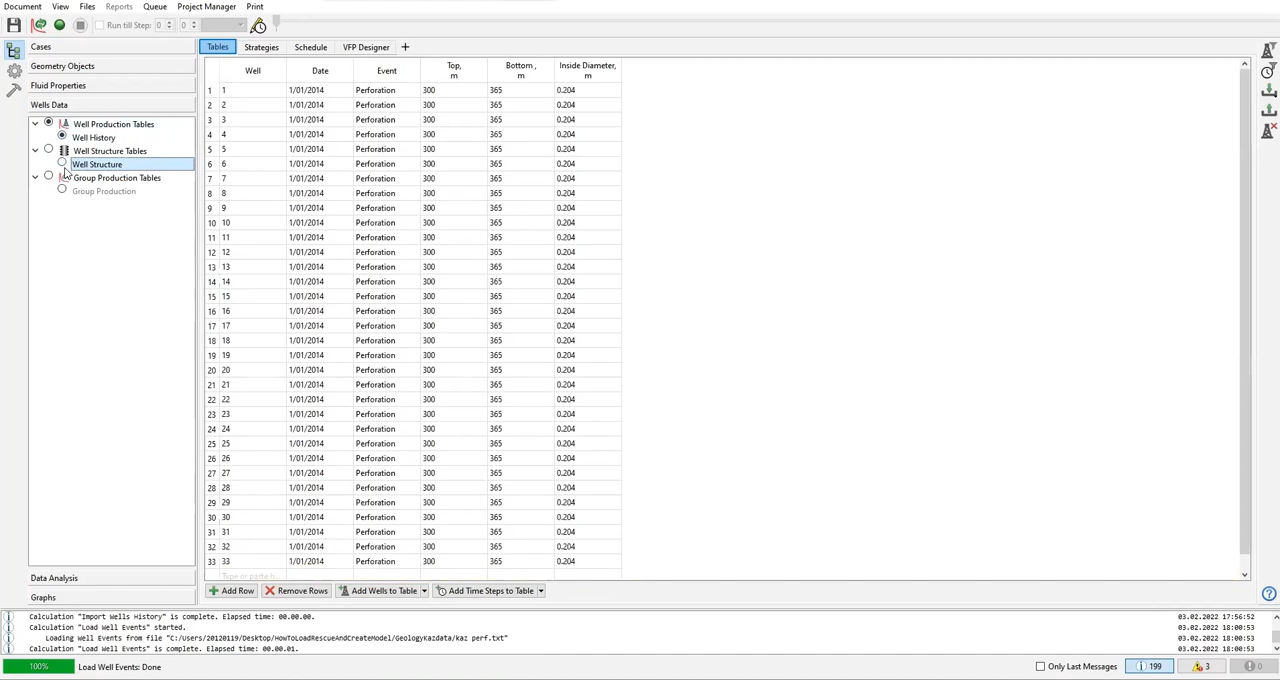 Document View Files Reports Queue Project Manager Print
Run till Step: 0 0
Cases
Geometry Objects
Fluid Properties
Wells Data
Well Production Tables
Well History
Well Structure Tables
Well Structure
Group Production Tables
Group Production
Data Analysis
Graphs
Tables Strategies Schedule VFP Designer +
Well Date Event Top, m Bottom , m Inside Diameter, m
1 1 1/01/2014 Perforation 300 365 0.204
2 2 1/01/2014 Perforation 300 365 0.204
3 3 1/01/2014 Perforation 300 365 0.204
4 4 1/01/2014 Perforation 300 365 0.204
5 5 1/01/2014 Perforation 300 365 0.204
6 6 1/01/2014 Perforation 300 365 0.204
7 7 1/01/2014 Perforation 300 365 0.204
8 8 1/01/2014 Perforation 300 365 0.204
9 9 1/01/2014 Perforation 300 365 0.204
10 10 1/01/2014 Perforation 300 365 0.204
11 11 1/01/2014 Perforation 300 365 0.204
12 12 1/01/2014 Perforation 300 365 0.204
13 13 1/01/2014 Perforation 300 365 0.204
14 14 1/01/2014 Perforation 300 365 0.204
15 15 1/01/2014 Perforation 300 365 0.204
16 16 1/01/2014 Perforation 300 365 0.204
17 17 1/01/2014 Perforation 300 365 0.204
18 18 1/01/2014 Perforation 300 365 0.204
19 19 1/01/2014 Perforation 300 365 0.204
20 20 1/01/2014 Perforation 300 365 0.204
21 21 1/01/2014 Perforation 300 365 0.204
22 22 1/01/2014 Perforation 300 365 0.204
23 23 1/01/2014 Perforation 300 365 0.204
24 24 1/01/2014 Perforation 300 365 0.204
25 25 1/01/2014 Perforation 300 365 0.204
26 26 1/01/2014 Perforation 300 365 0.204
27 27 1/01/2014 Perforation 300 365 0.204
28 28 1/01/2014 Perforation 300 365 0.204
29 29 1/01/2014 Perforation 300 365 0.204
30 30 1/01/2014 Perforation 300 365 0.204
31 31 1/01/2014 Perforation 300 365 0.204
32 32 1/01/2014 Perforation 300 365 0.204
33 33 1/01/2014 Perforation 300 365 0.204
Type or paste h...
Add Row Remove Rows Add Wells to Table Add Time Steps to Table
Calculation "Import Wells History" is complete. Elapsed time: 00.00.00. 03.02.2022 17:56:52
Calculation "Load Well Events" started. 03.02.2022 18:00:53
Loading Well Events from file "C:/Users/20120119/Desktop/HowToLoadRescueAndCreateModel/GeologyKazdata/kaz perf.txt" 03.02.2022 18:00:53
Calculation "Load Well Events" is complete. Elapsed time: 00.00.01. 03.02.2022 18:00:53
100% Load Well Events: Done Only Last Messages 199 3 0